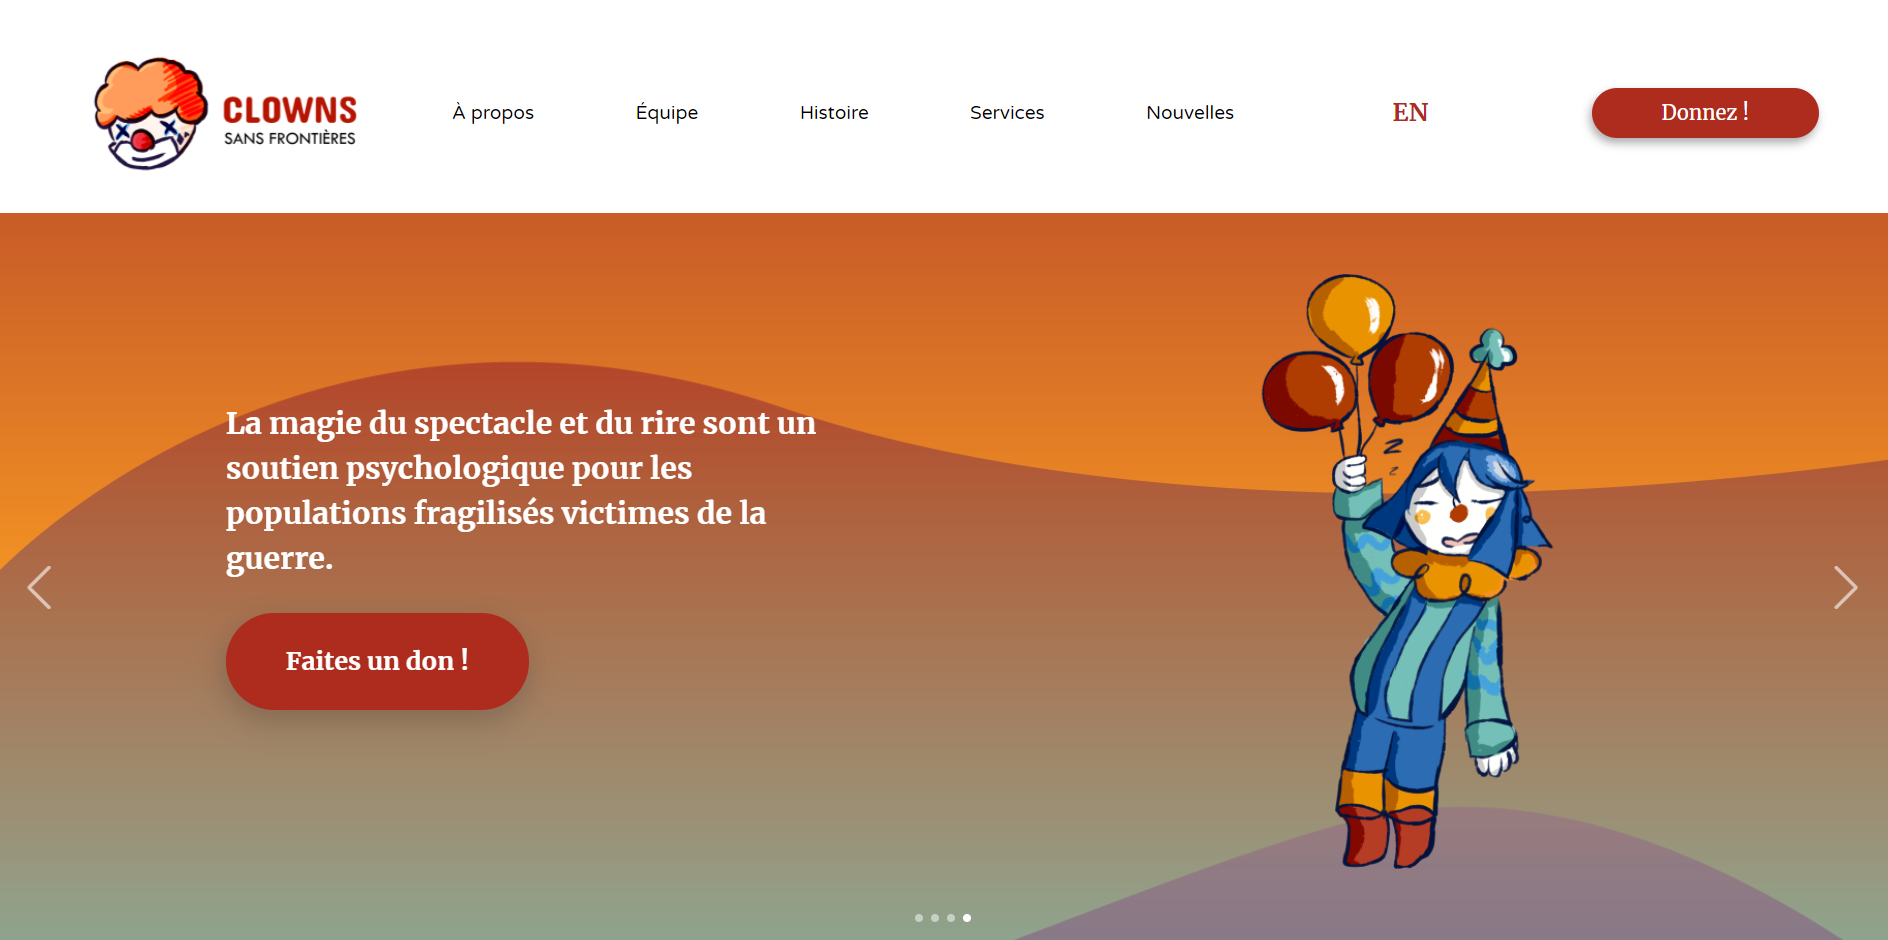 CLOWNS
SANS FRONTIÈRES
À propos
Équipe
Histoire
Services
Nouvelles
EN
Donnez !
La magie du spectacle et du rire sont un
soutien psychologique pour les
populations fragilisés victimes de la
guerre.
Faites un don !
z
z